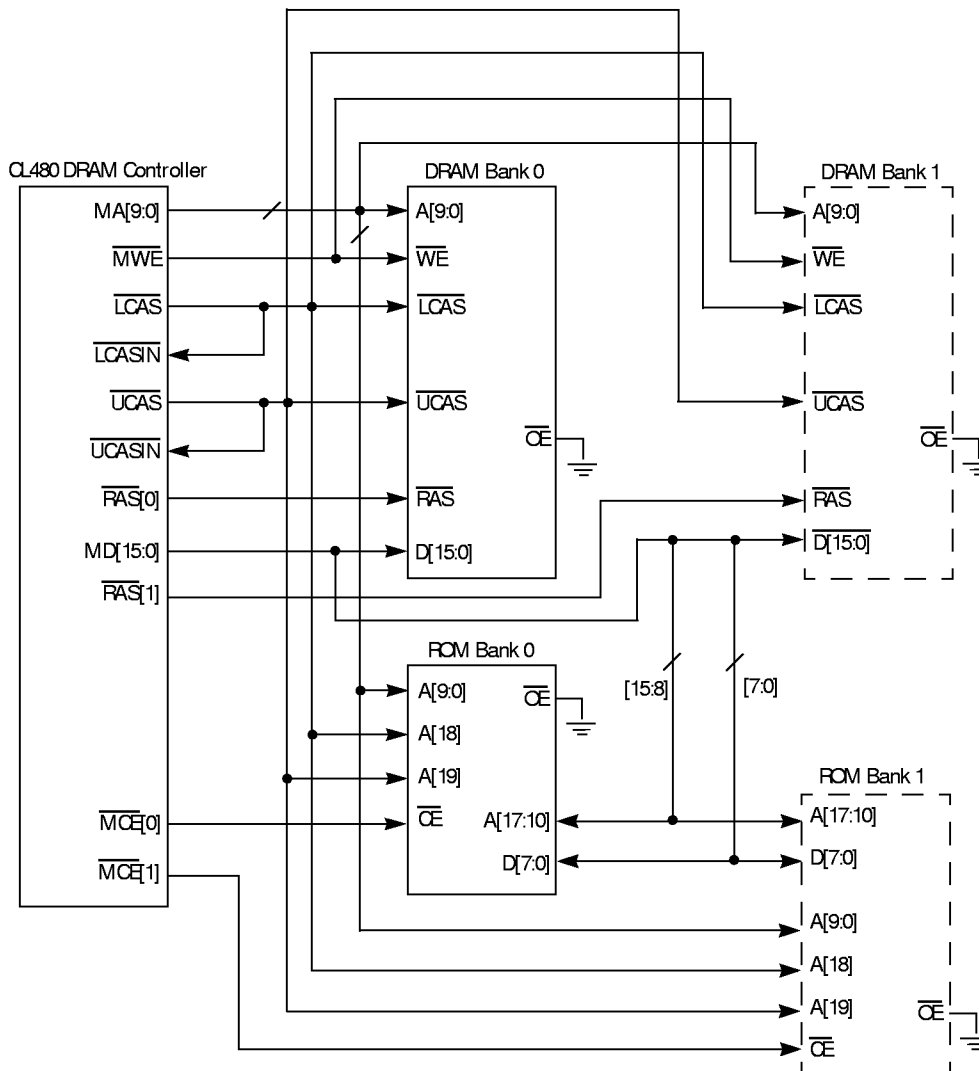 CL480 DRAM Controller
MA[9:0]
MWE
LCAS
LCASIN
UCAS
UCASIN
RAS[0]
MD[15:0]
RAS[1]
MCE[0]
MCE[1]
DRAM Bank 0
A[9:0]
WE
LCAS
UCAS
OE
RAS
D[15:0]
DRAM Bank 1
A[9:0]
WE
LCAS
UCAS
OE
RAS
D[15:0]
[15:8]
[7:0]
ROM Bank 0
A[9:0]
OE
A[18]
A[19]
CE
A[17:10]
D[7:0]
ROM Bank 1
A[17:10]
D[7:0]
A[9:0]
A[18]
A[19]
OE
CE